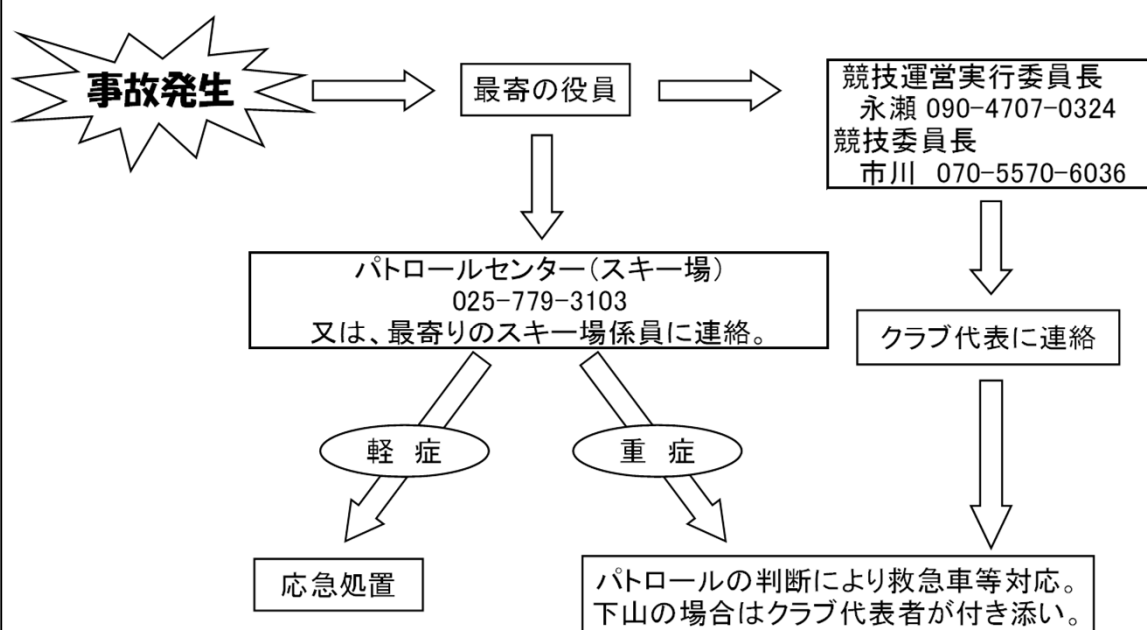 事故発生
最寄の役員
競技運営実行委員長
永瀬 090-4707-0324
競技委員長
市川 070-5570-6036
パトロールセンター(スキー場)
025-779-3103
又は、最寄りのスキー場係員に連絡。
クラブ代表に連絡
軽 症
重 症
応急処置
パトロールの判断により救急車等対応。
下山の場合はクラブ代表者が付き添い。